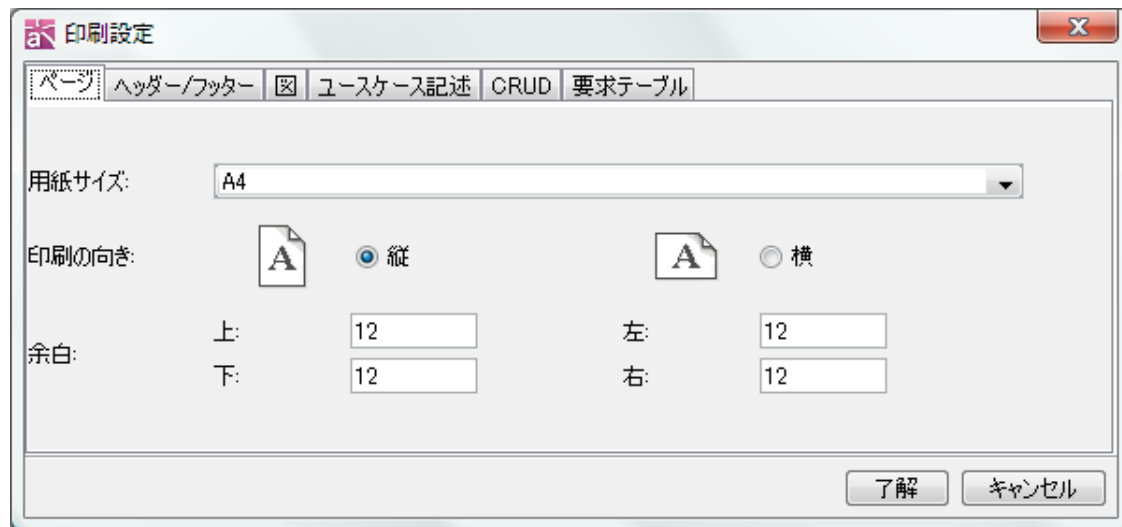 印刷設定
ページ ヘッダー/フッター 図 ユースケース記述 CRUD 要求テーブル
用紙サイズ: A4
印刷の向き: A 縦 A 横
余白:
上: 12 左: 12
下: 12 右: 12
了解 キャンセル